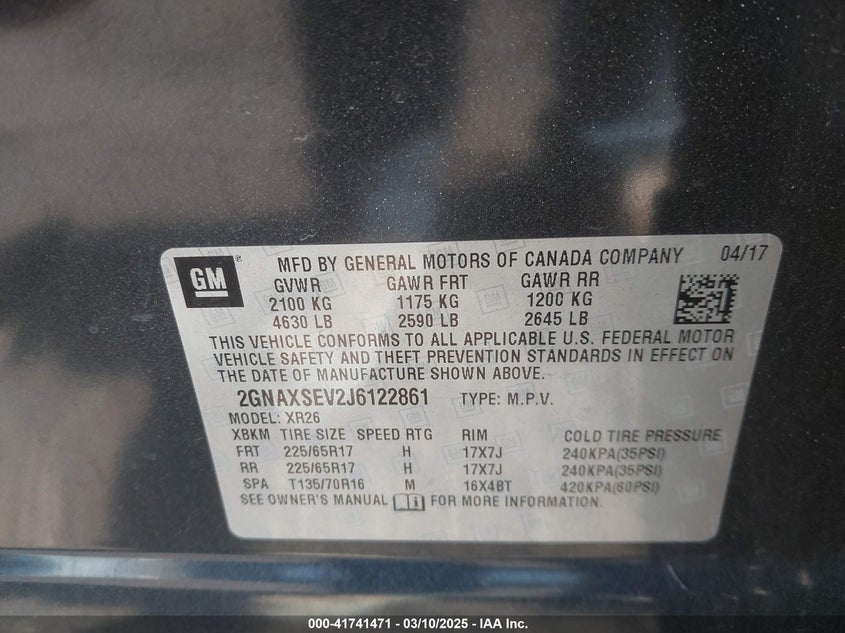 GM ® MFD BY GENERAL MOTORS OF CANADA COMPANY 04/17
GVWR GAWR FRT GAWR RR
2100 KG 1175 KG 1200 KG
4630 LB 2590 LB 2645 LB
THIS VEHICLE CONFORMS TO ALL APPLICABLE U.S. FEDERAL MOTOR
VEHICLE SAFETY AND THEFT PREVENTION STANDARDS IN EFFECT ON
THE DATE OF MANUFACTURE SHOWN ABOVE.
2GNAXSEV2J6122861 TYPE: M.P.V.
MODEL: XR26
XBKM TIRE SIZE SPEED RTG RIM COLD TIRE PRESSURE
FRT 225/65R17 H 17X7J 240KPA(35PSI)
RR 225/65R17 H 17X7J 240KPA(35PSI)
SPA T135/70R16 M 16X4BT 420KPA(60PSI)
SEE OWNER'S MANUAL FOR MORE INFORMATION.
000-41741471 - 03/10/2025 - IAA Inc.